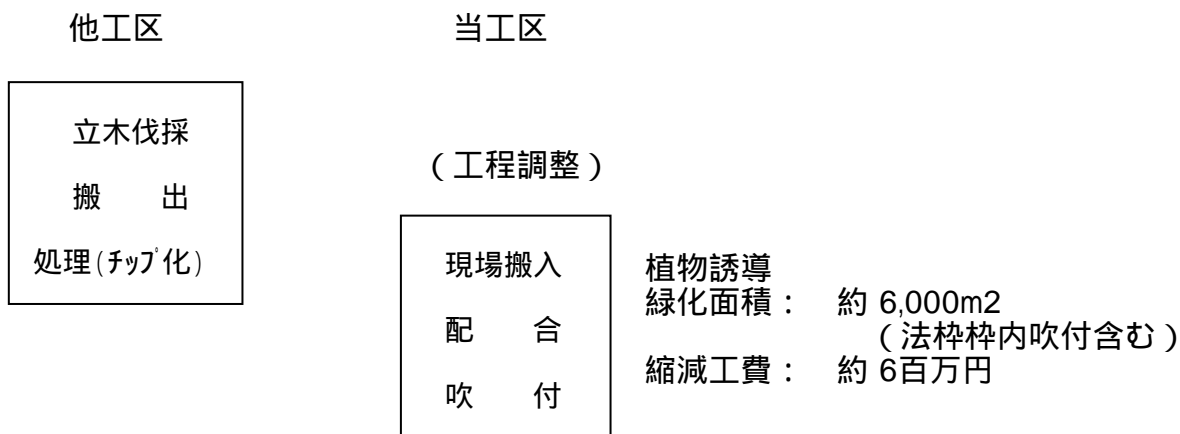 他工区
当工区
立木伐採
搬　　出
処理(ﾁｯﾌﾟ化)
(工程調整)
現場搬入
配　　合
吹　　付
植物誘導
緑化面積：　約 6,000m2
(法枠枠内吹付含む)
縮減工費：　約 6百万円